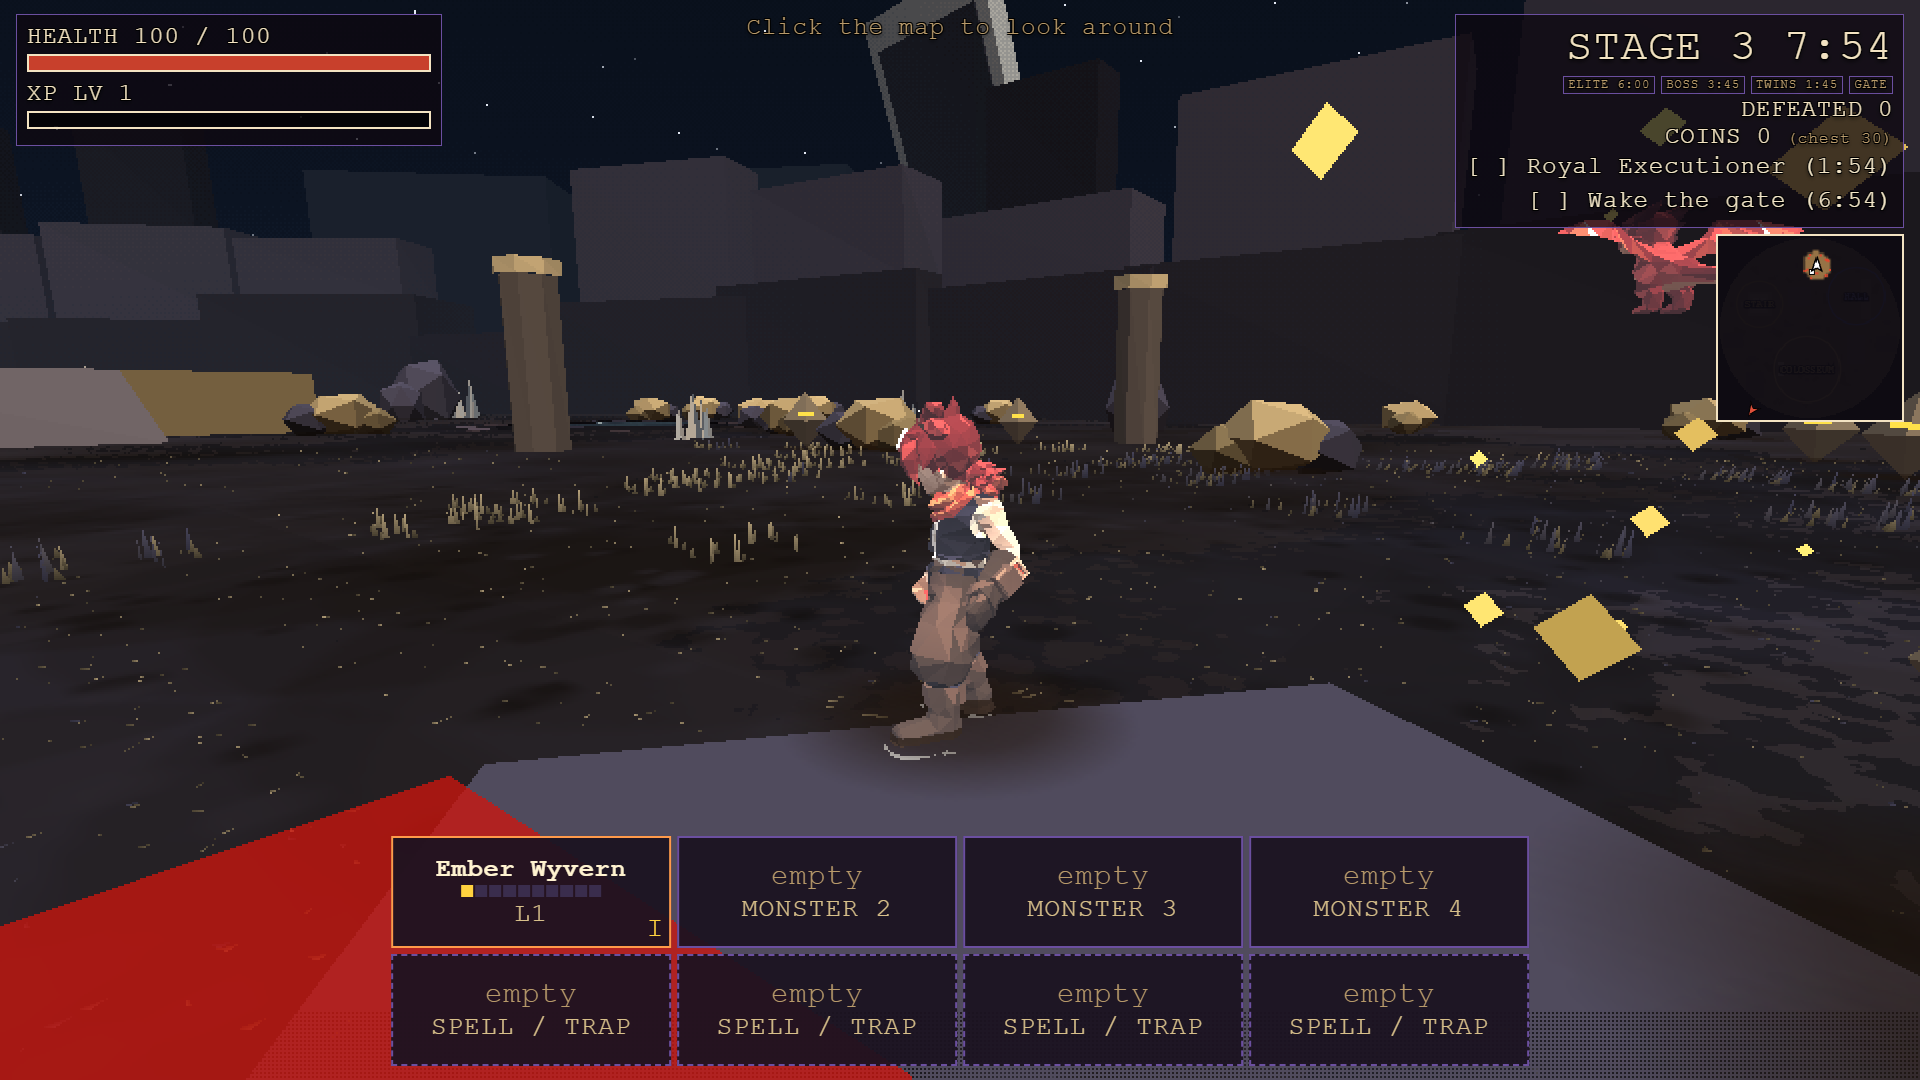 HEALTH 100 / 100
XP LV 1
Click the map to look around
STAGE 3 7:54
ELITE 6:00 BOSS 3:45 TWINS 1:45 GATE
DEFEATED 0
COINS 0 (chest 30)
[ ] Royal Executioner (1:54)
[ ] Wake the gate (6:54)
Ember Wyvern
L1
I
empty
MONSTER 2
empty
MONSTER 3
empty
MONSTER 4
empty
SPELL / TRAP
empty
SPELL / TRAP
empty
SPELL / TRAP
empty
SPELL / TRAP